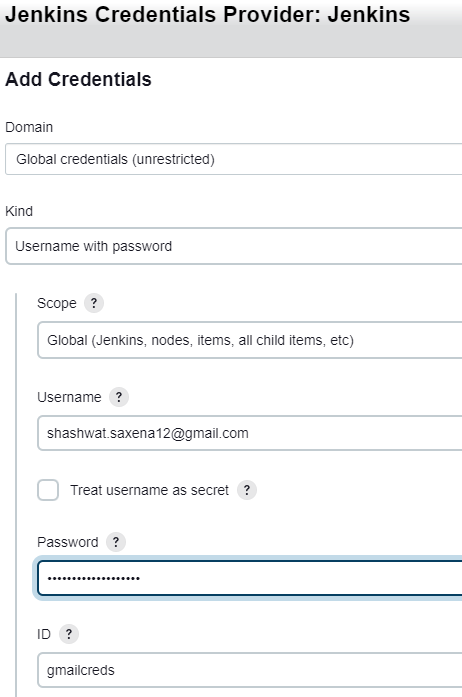 Jenkins Credentials Provider: Jenkins
Add Credentials
Domain
Global credentials (unrestricted)
Kind
Username with password
Scope ?
Global (Jenkins, nodes, items, all child items, etc)
Username ?
shashwat.saxena12@gmail.com
Treat username as secret ?
Password ?
•••••••••••••••••••
ID ?
gmailcreds